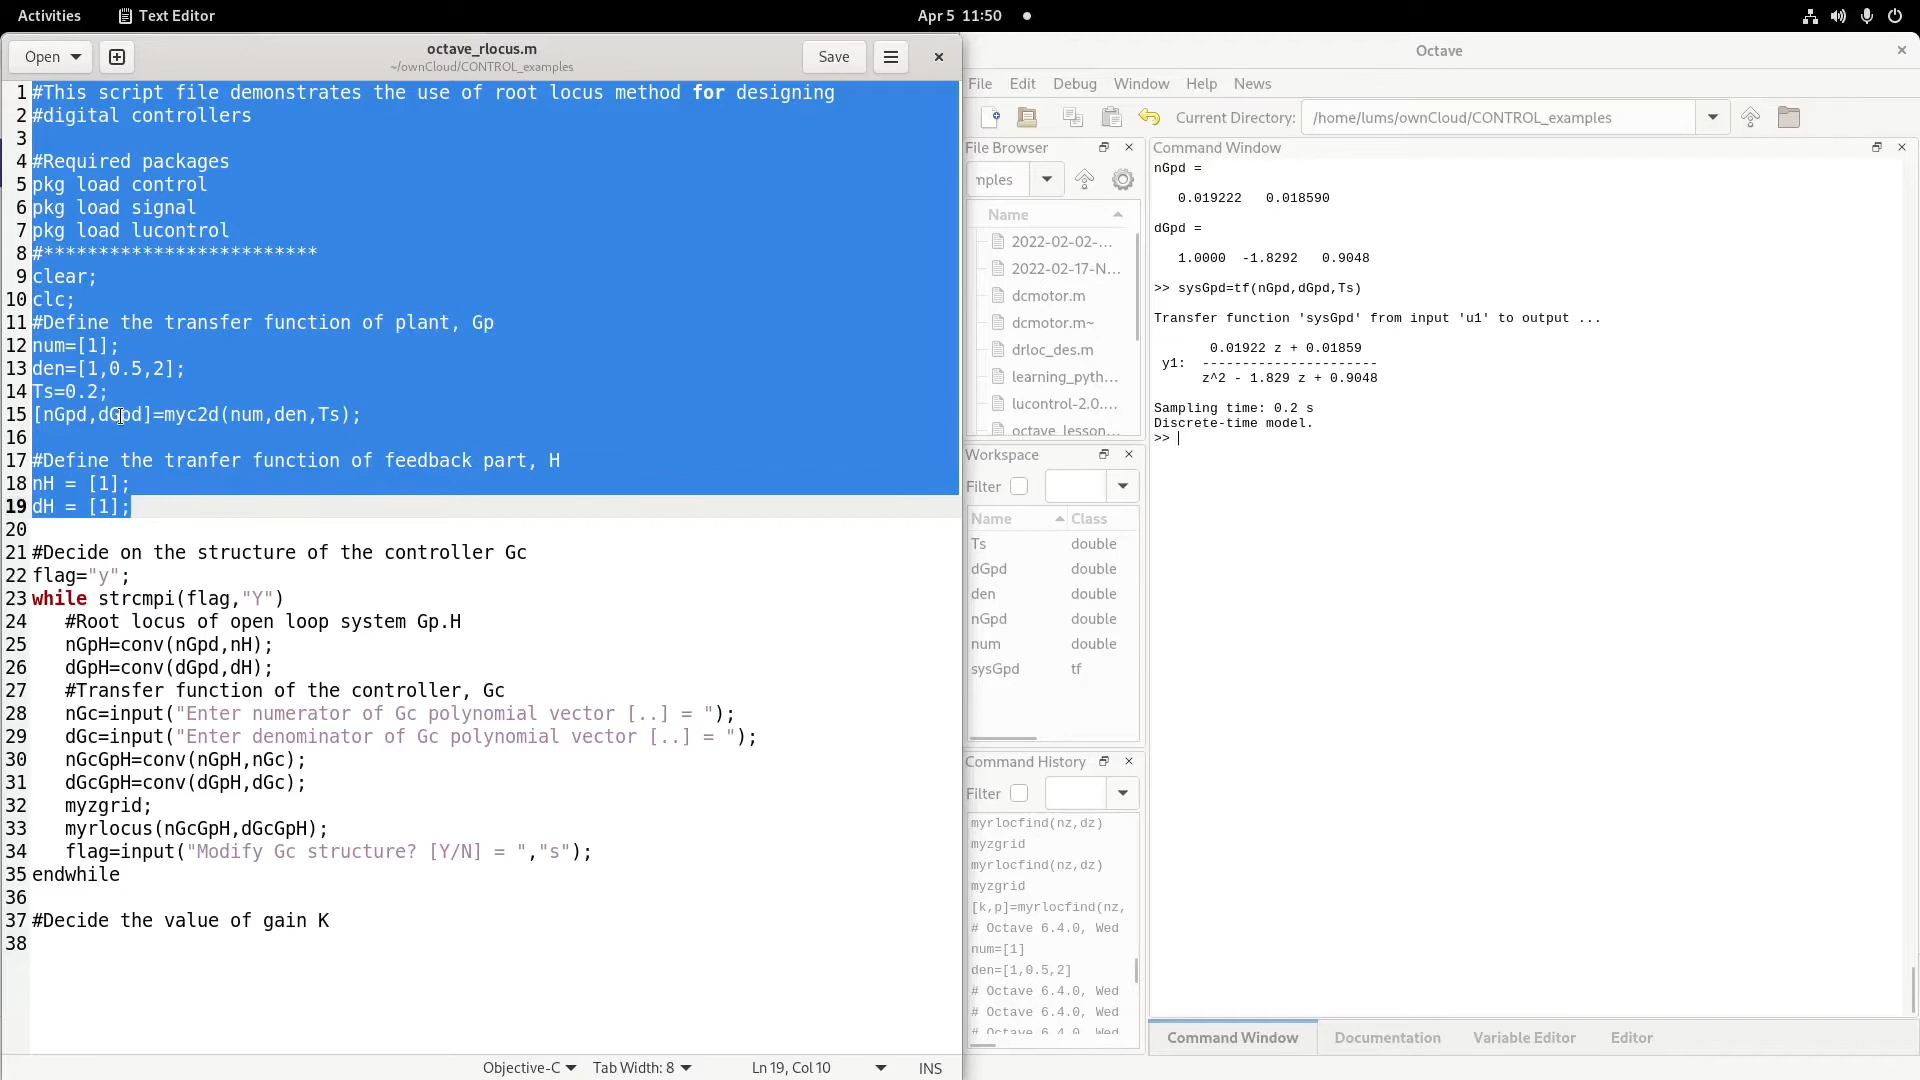 Activities
Text Editor
Apr 5 11:50
Open
octave_rlocus.m
~/ownCloud/CONTROL_examples
Save
1 #This script file demonstrates the use of root locus method for designing
2 #digital controllers
3
4 #Required packages
5 pkg load control
6 pkg load signal
7 pkg load lucontrol
8 #*************************
9 clear;
10 clc;
11 #Define the transfer function of plant, Gp
12 num=[1];
13 den=[1,0.5,2];
14 Ts=0.2;
15 [nGpd,dGpd]=myc2d(num,den,Ts);
16
17 #Define the tranfer function of feedback part, H
18 nH = [1];
19 dH = [1];
20
21 #Decide on the structure of the controller Gc
22 flag="y";
23 while strcmpi(flag,"Y")
24 #Root locus of open loop system Gp.H
25 nGpH=conv(nGpd,nH);
26 dGpH=conv(dGpd,dH);
27 #Transfer function of the controller, Gc
28 nGc=input("Enter numerator of Gc polynomial vector [..] = ");
29 dGc=input("Enter denominator of Gc polynomial vector [..] = ");
30 nGcGpH=conv(nGpH,nGc);
31 dGcGpH=conv(dGpH,dGc);
32 myzgrid;
33 myrlocus(nGcGpH,dGcGpH);
34 flag=input("Modify Gc structure? [Y/N] = ","s");
35 endwhile
36
37 #Decide the value of gain K
38
Objective-C
Tab Width: 8
Ln 19, Col 10
INS
Octave
File Edit Debug Window Help News
Current Directory: /home/lums/ownCloud/CONTROL_examples
File Browser
mples
Name
2022-02-02-...
2022-02-17-N...
dcmotor.m
dcmotor.m~
drloc_des.m
learning_pyth...
lucontrol-2.0....
octave_lesson...
Workspace
Filter
Name Class
Ts double
dGpd double
den double
nGpd double
num double
sysGpd tf
Command History
Filter
myrlocfind(nz,dz)
myzgrid
myrlocfind(nz,dz)
myzgrid
[k,p]=myrlocfind(nz,
# Octave 6.4.0, Wed
num=[1]
den=[1,0.5,2]
# Octave 6.4.0, Wed
# Octave 6.4.0, Wed
# Octave 6.4.0, Wed
Command Window
nGpd =
0.019222 0.018590
dGpd =
1.0000 -1.8292 0.9048
>> sysGpd=tf(nGpd,dGpd,Ts)
Transfer function 'sysGpd' from input 'u1' to output ...
0.01922 z + 0.01859
y1: ----------------------
z^2 - 1.829 z + 0.9048
Sampling time: 0.2 s
Discrete-time model.
>>
Command Window
Documentation
Variable Editor
Editor